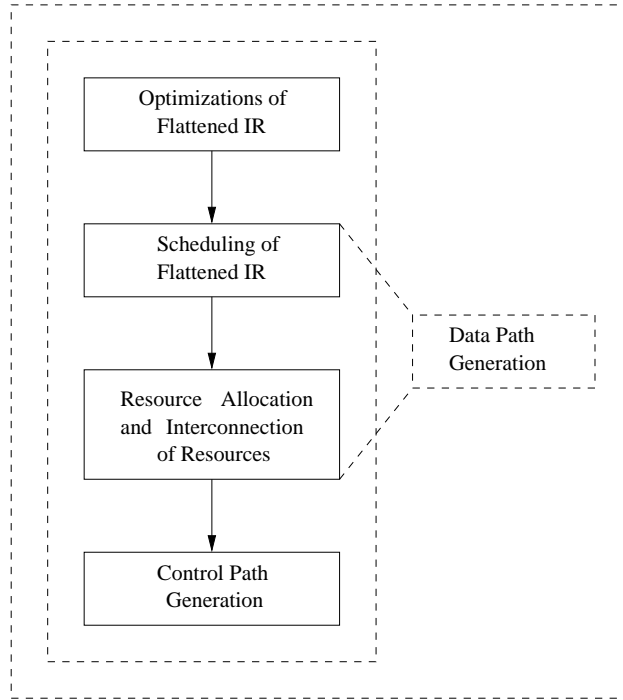 Optimizations of
Flattened IR
Scheduling of
Flattened IR
Data Path
Generation
Resource Allocation
and Interconnection
of Resources
Control Path
Generation